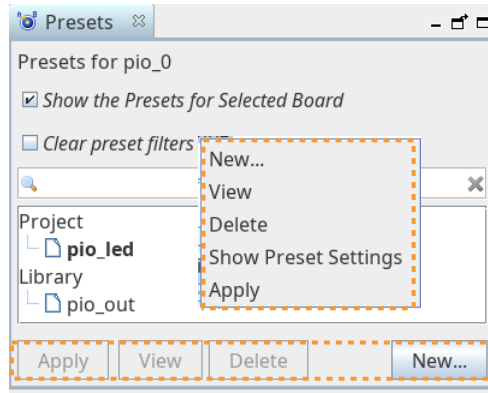 Presets
Presets for pio_0
Show the Presets for Selected Board
Clear preset filters
New...
View
Delete
Show Preset Settings
Apply
Project
pio_led
Library
pio_out
Apply
View
Delete
New...